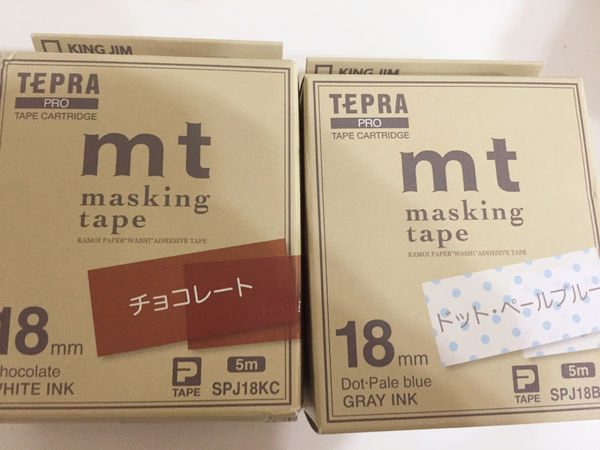 KING JIM
TEPRA
PRO
TAPE CARTRIDGE
mt
masking
tape
KAMOI PAPER"WASHI"ADHESIVE TAPE
チョコレート
18mm
hocolate
WHITE INK
P
TAPE
5m
SPJ18KC
KING JIM
TEPRA
PRO
TAPE CARTRIDGE
mt
masking
tape
KAMOI PAPER"WASHI"ADHESIVE TAPE
ドット・ペールブルー
18mm
Dot·Pale blue
GRAY INK
P
TAPE
5m
SPJ18B